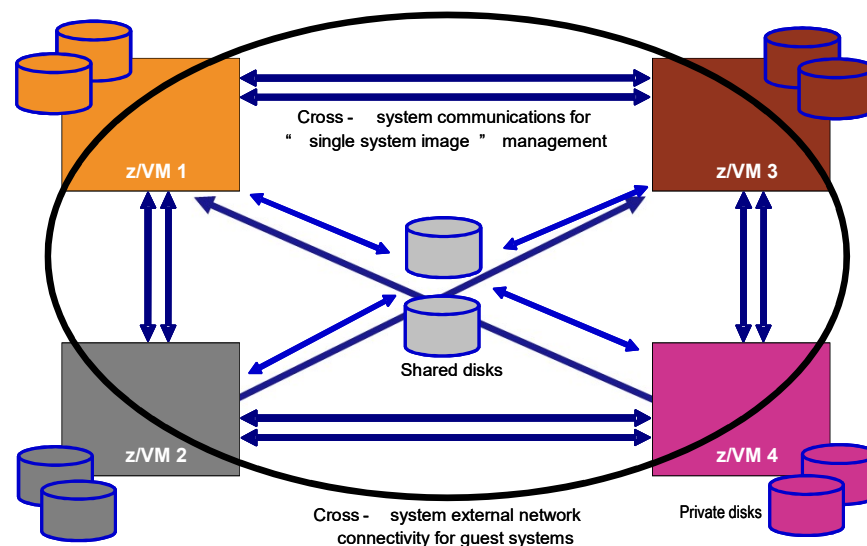 Cross - system communications for
“ single system image ” management
z/VM 1
z/VM 3
Shared disks
z/VM 2
z/VM 4
Cross - system external network
connectivity for guest systems
Private disks